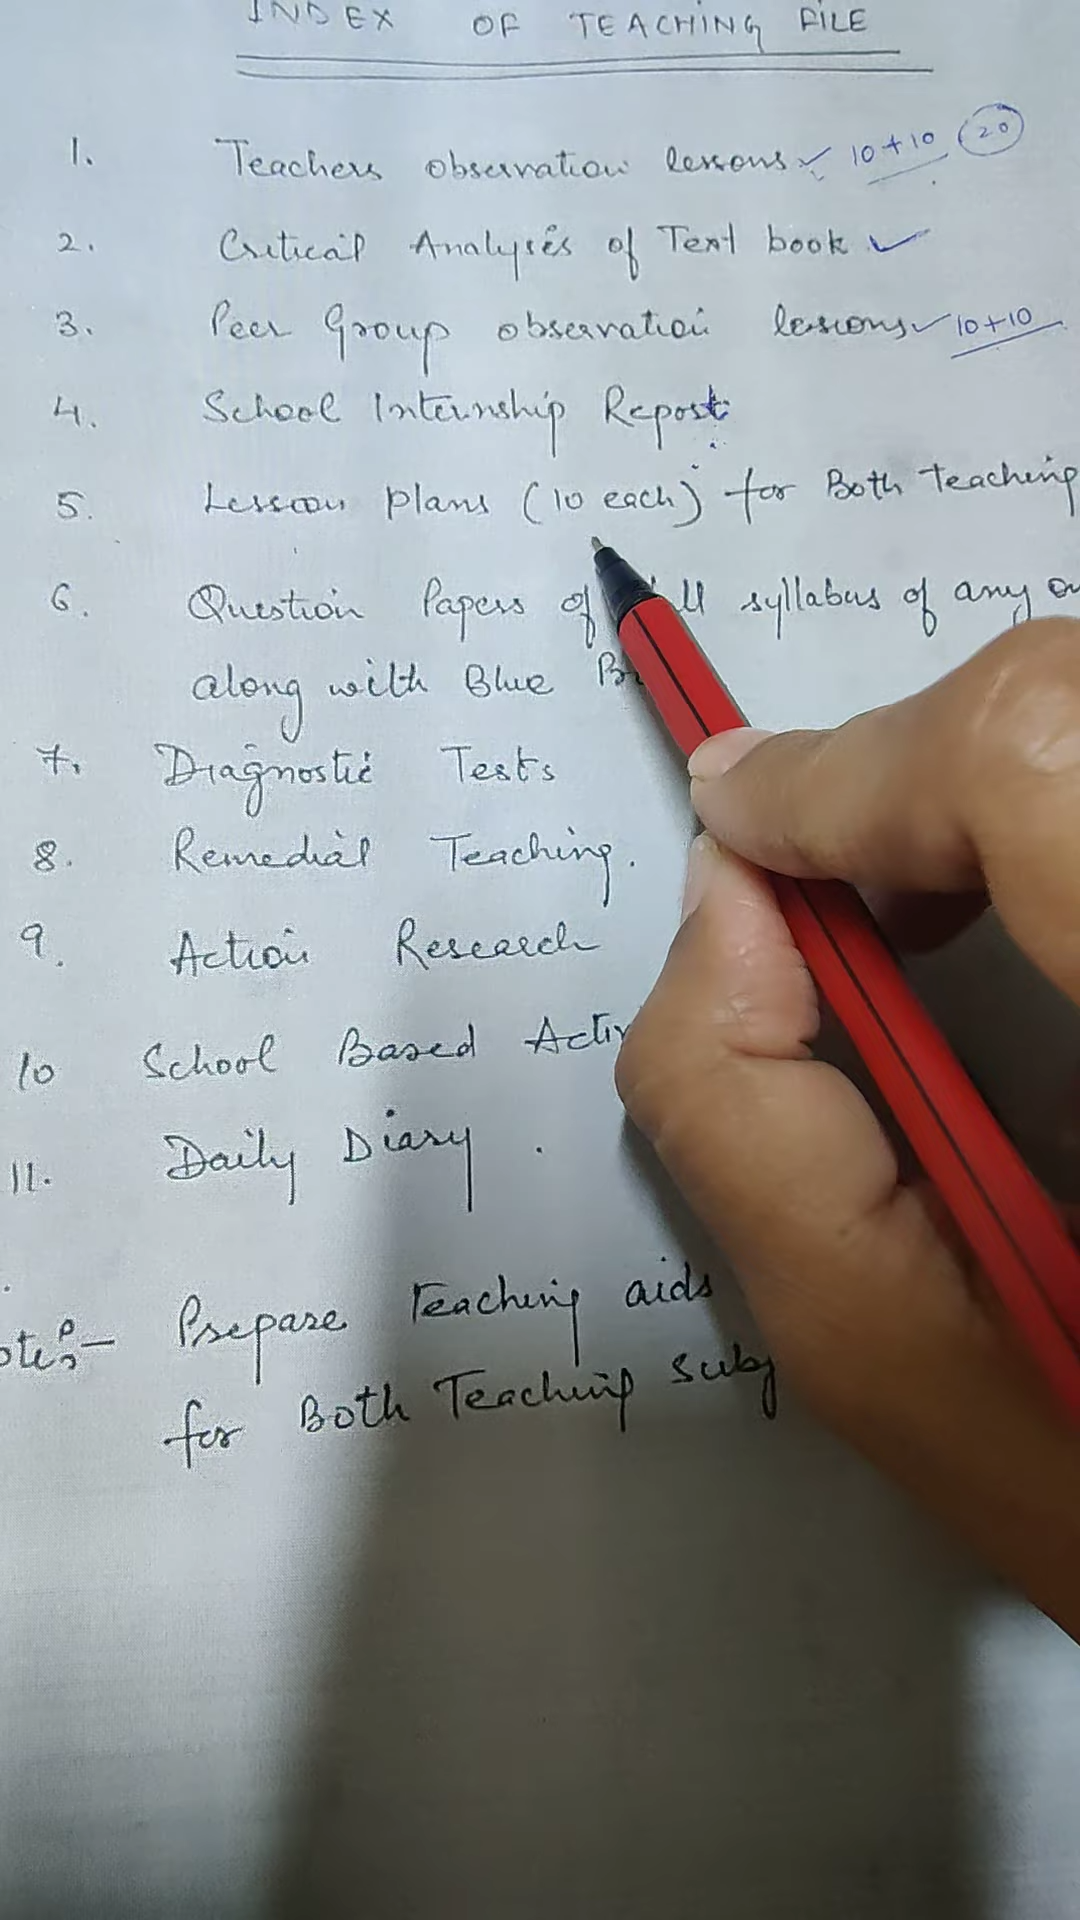 INDEX OF TEACHING FILE
1. Teachers observation lessons ✓ 10+10 20
2. Critical Analysis of Text book ✓
3. Peer Group observation lessons ✓ 10+10
4. School Internship Report
5. Lesson plans (10 each) for Both Teaching
6. Question Papers of syllabus of any
along with Blue
7. Diagnostic Tests
8. Remedial Teaching.
9. Action Research
10 School Based
11. Daily Diary.
Prepare Teaching aids
for Both Teaching subj